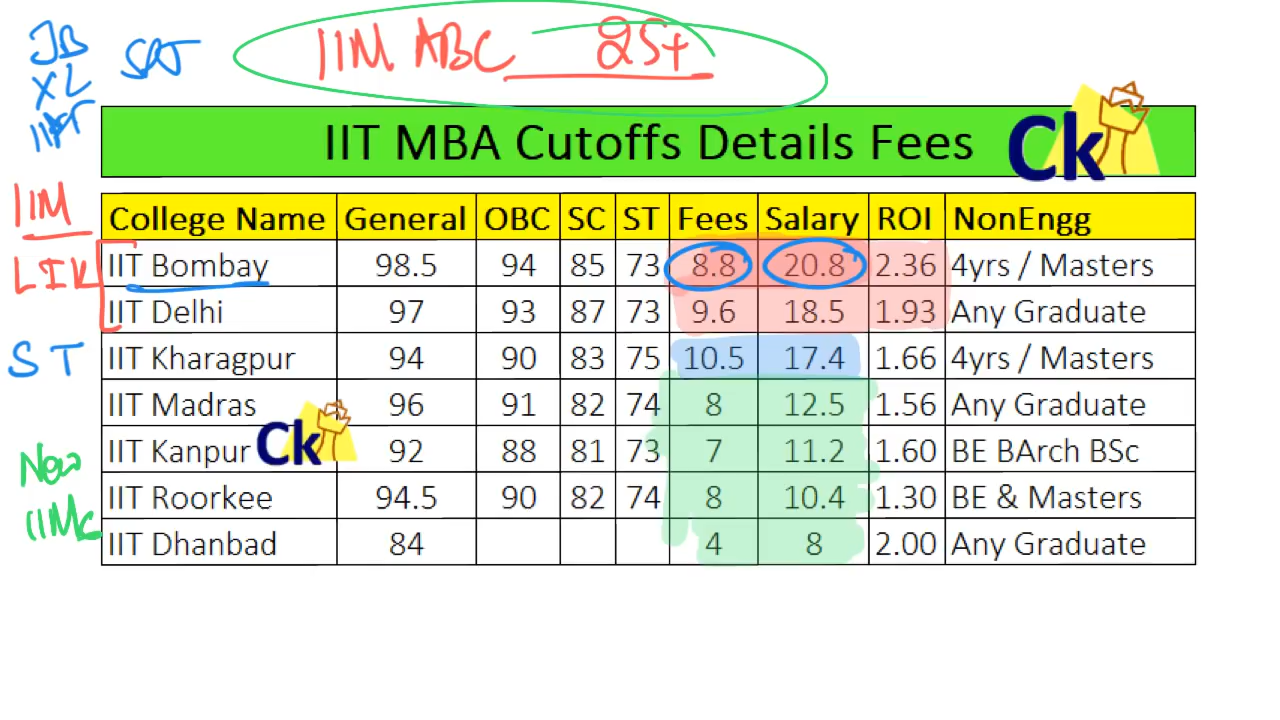 JB
XL
IIFT
SPJ
IIM ABC 25+
IIT MBA Cutoffs Details Fees
Ck
IIM
LIK
ST
New
IIMs
College Name General OBC SC ST Fees Salary ROI NonEngg
IIT Bombay 98.5 94 85 73 8.8 20.8 2.36 4yrs / Masters
IIT Delhi 97 93 87 73 9.6 18.5 1.93 Any Graduate
IIT Kharagpur 94 90 83 75 10.5 17.4 1.66 4yrs / Masters
IIT Madras 96 91 82 74 8 12.5 1.56 Any Graduate
IIT Kanpur 92 88 81 73 7 11.2 1.60 BE BArch BSc
Ck
IIT Roorkee 94.5 90 82 74 8 10.4 1.30 BE & Masters
IIT Dhanbad 84 4 8 2.00 Any Graduate